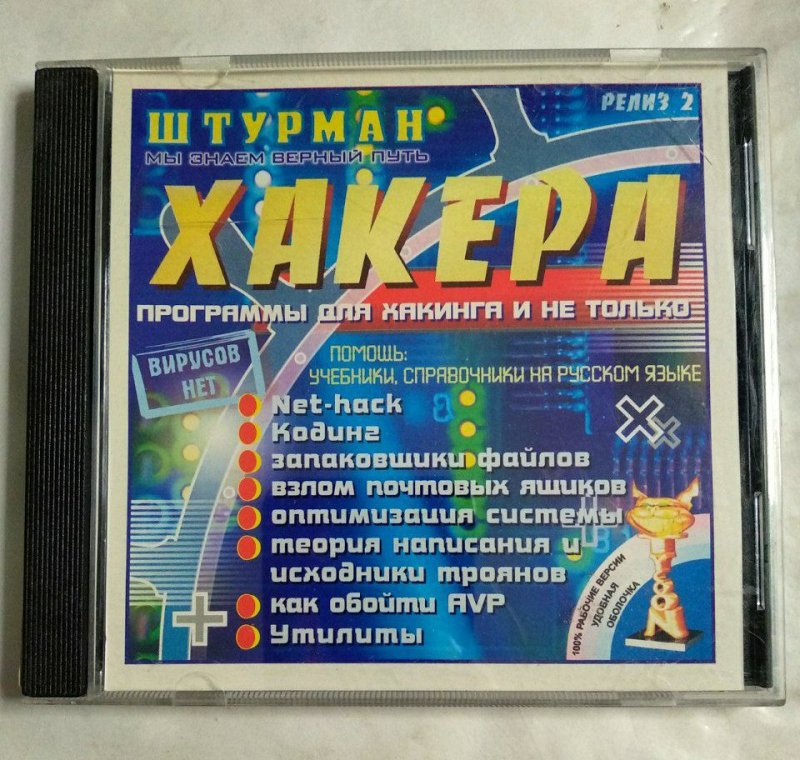 РЕЛИЗ 2
ШТУРМАН
МЫ ЗНАЕМ ВЕРНЫЙ ПУТЬ
ХАКЕРА
ПРОГРАММЫ ДЛЯ ХАКИНГА И НЕ ТОЛЬКО
ВИРУСОВ
НЕТ
ПОМОЩЬ:
УЧЕБНИКИ, СПРАВОЧНИКИ НА РУССКОМ ЯЗЫКЕ
Net-hack
Кодинг
запаковщики файлов
взлом почтовых ящиков
оптимизация системы
теория написания и
исходники троянов
как обойти AVP
Утилиты
100% РАБОЧИЕ ВЕРСИИ
УДОБНАЯ
ОБОЛОЧКА